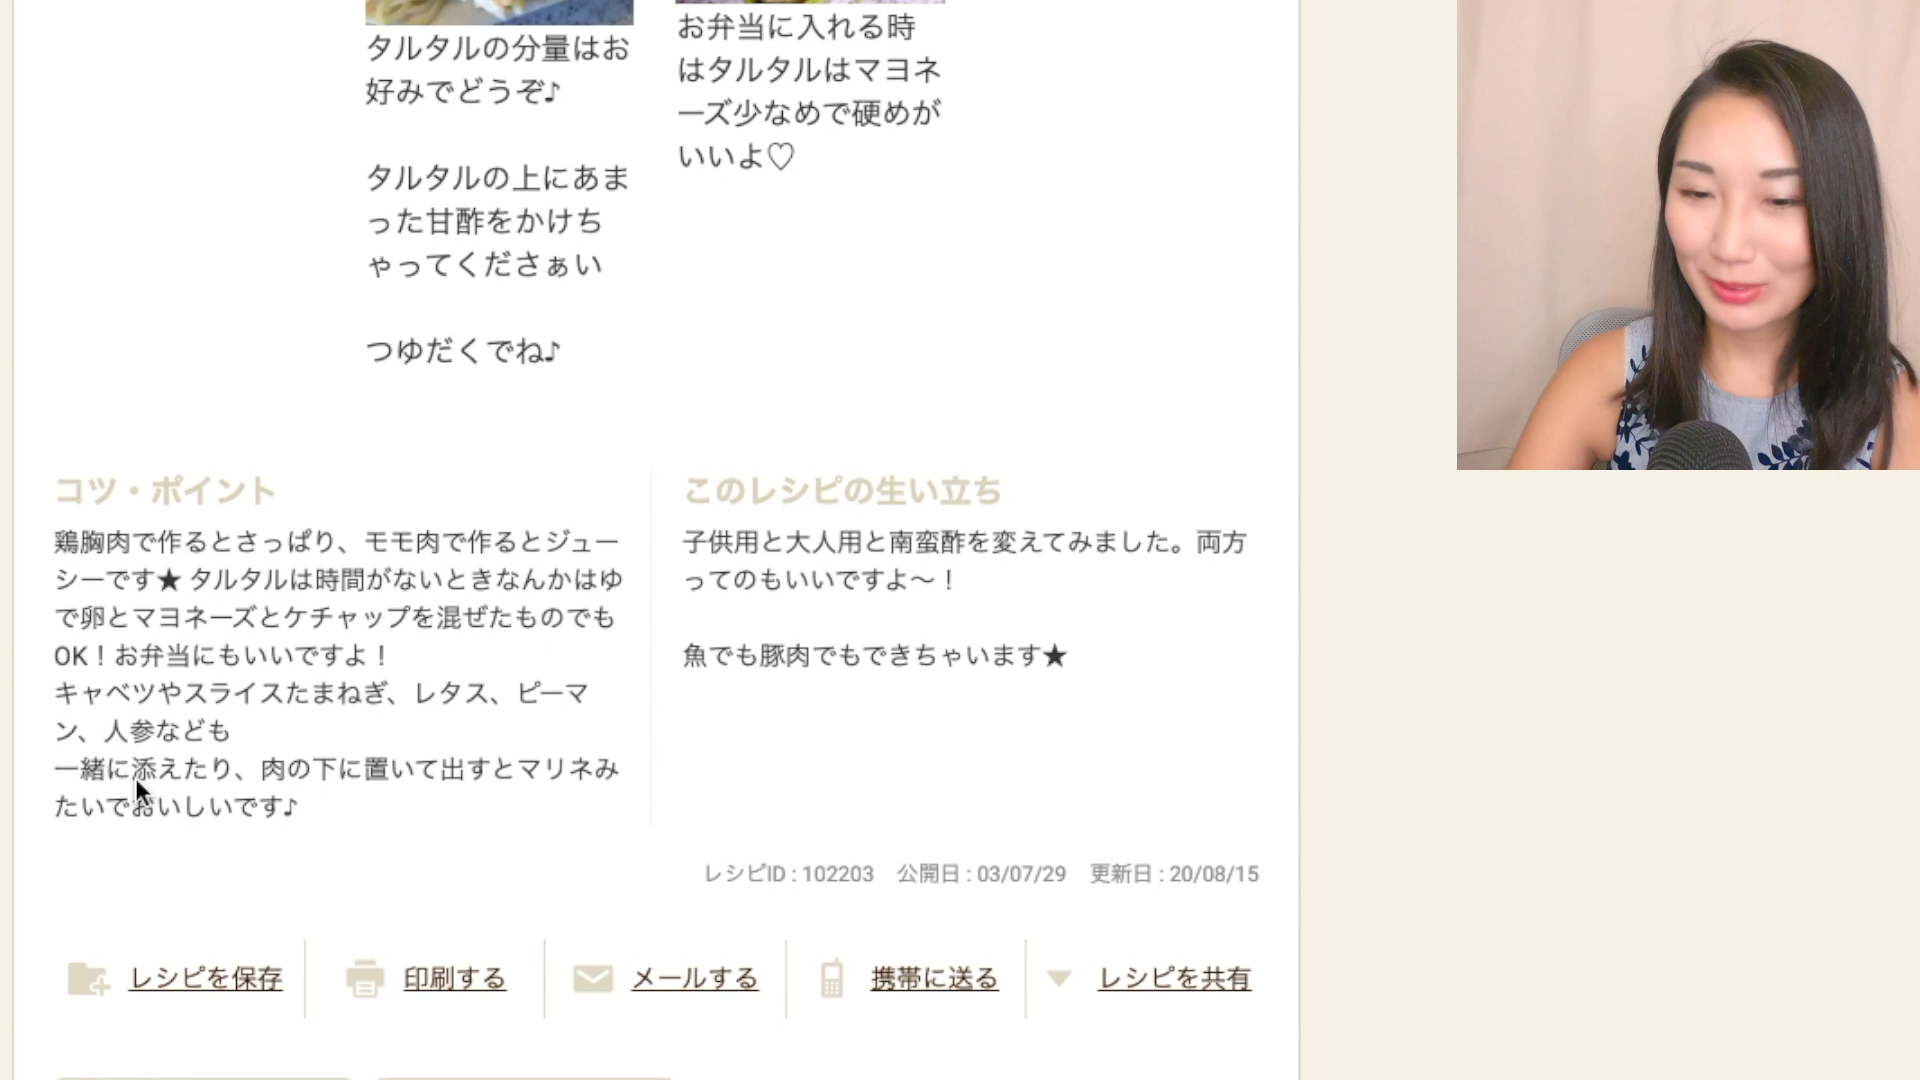 タルタルの分量はお
好みでどうぞ♪
タルタルの上にあま
った甘酢をかけち
ゃってくださぁい
つゆだくでね♪
お弁当に入れる時
はタルタルはマヨネ
ーズ少なめで硬めが
いいよ♡
コツ・ポイント
鶏胸肉で作るとさっぱり、モモ肉で作るとジュー
シーです★ タルタルは時間がないときなんかはゆ
で卵とマヨネーズとケチャップを混ぜたものでも
OK！お弁当にもいいですよ！
キャベツやスライスたまねぎ、レタス、ピーマ
ン、人参なども
一緒に添えたり、肉の下に置いて出すとマリネみ
たいでおいしいです♪
このレシピの生い立ち
子供用と大人用と南蛮酢を変えてみました。両方
ってのもいいですよ～！
魚でも豚肉でもできちゃいます★
レシピID : 102203 公開日 : 03/07/29 更新日 : 20/08/15
レシピを保存
印刷する
メールする
携帯に送る
レシピを共有